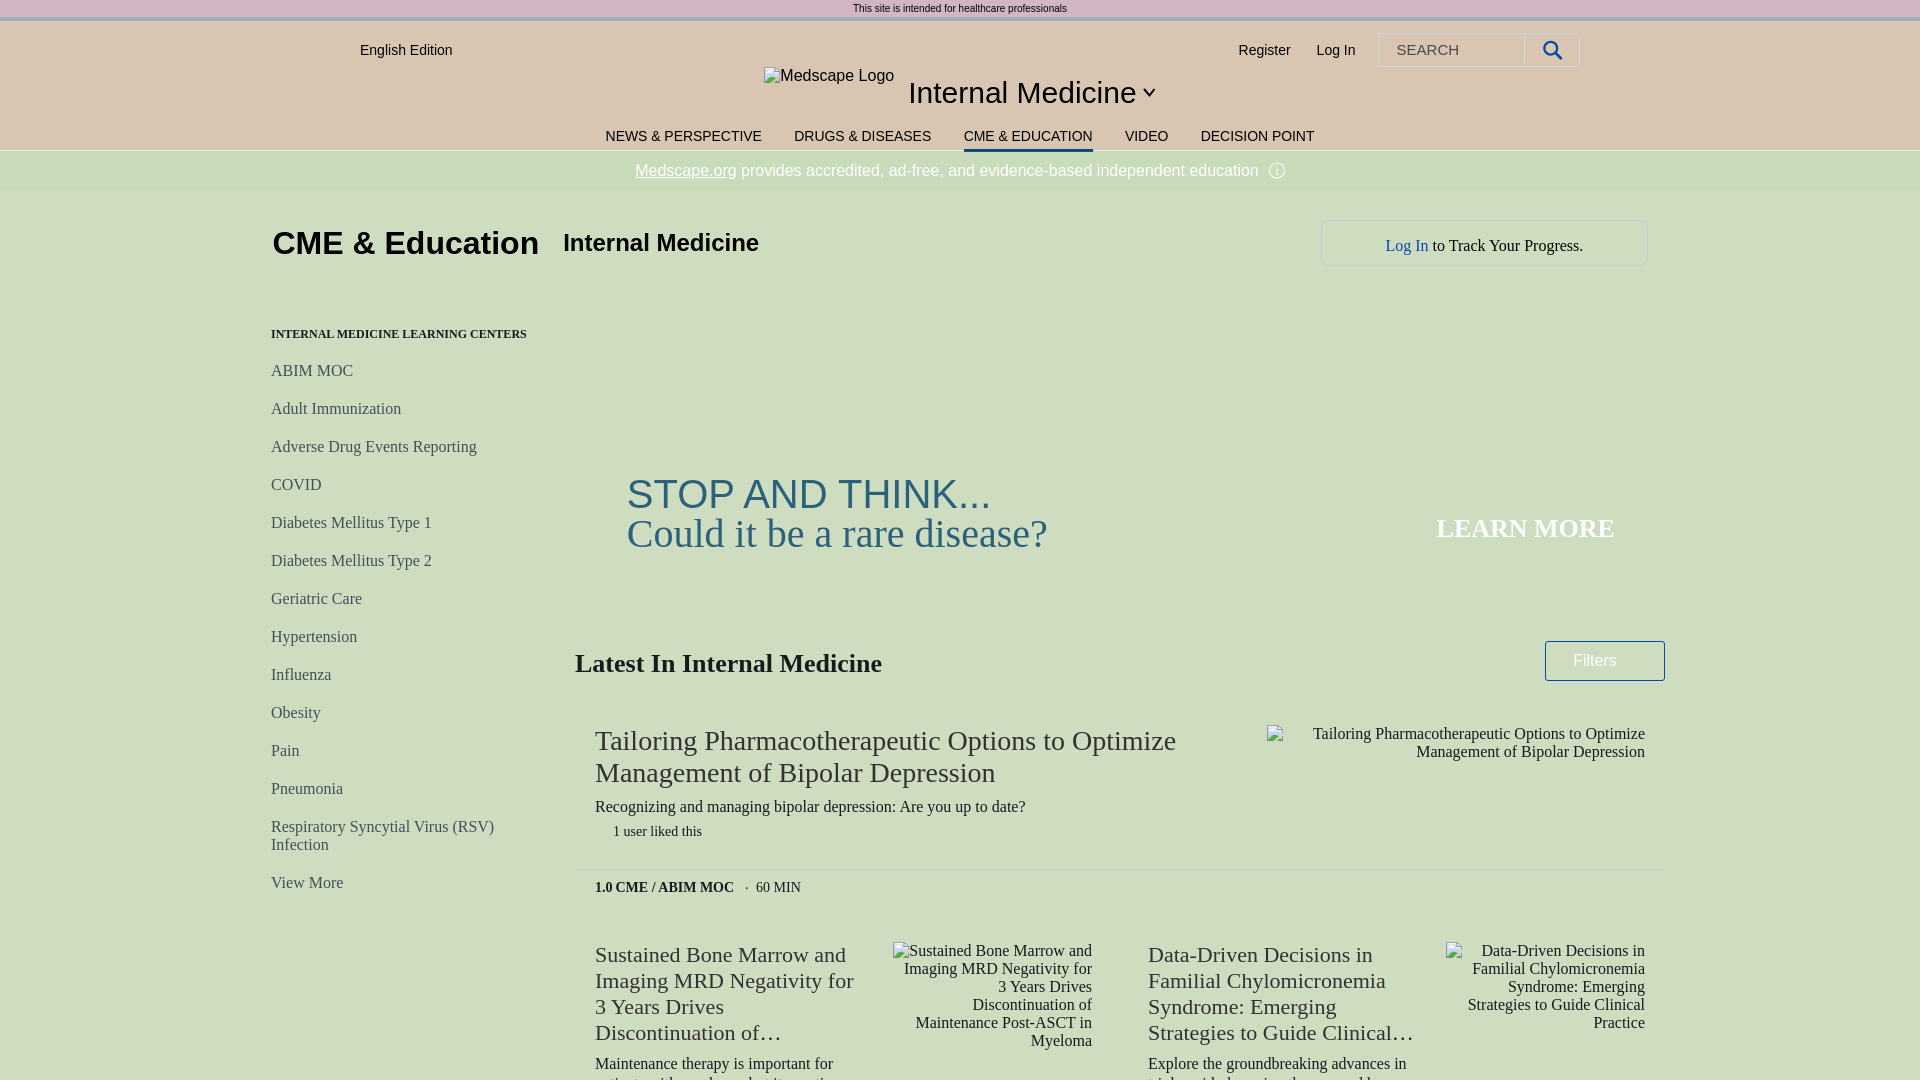 This site is intended for healthcare professionals
English Edition
Register
Log In
SEARCH
Medscape Logo
Internal Medicine
NEWS & PERSPECTIVE
DRUGS & DISEASES
CME & EDUCATION
VIDEO
DECISION POINT
Medscape.org provides accredited, ad-free, and evidence-based independent education ⓘ
CME & Education
Internal Medicine
Log In to Track Your Progress.
INTERNAL MEDICINE LEARNING CENTERS
ABIM MOC
Adult Immunization
Adverse Drug Events Reporting
COVID
Diabetes Mellitus Type 1
Diabetes Mellitus Type 2
Geriatric Care
Hypertension
Influenza
Obesity
Pain
Pneumonia
Respiratory Syncytial Virus (RSV)
Infection
View More
STOP AND THINK...
Could it be a rare disease?
LEARN MORE
Latest In Internal Medicine
Filters
Tailoring Pharmacotherapeutic Options to Optimize
Management of Bipolar Depression
Recognizing and managing bipolar depression: Are you up to date?
1 user liked this
Tailoring Pharmacotherapeutic Options to Optimize
Management of Bipolar Depression
1.0 CME / ABIM MOC · 60 MIN
Sustained Bone Marrow and
Imaging MRD Negativity for
3 Years Drives
Discontinuation of…
Maintenance therapy is important for
Sustained Bone Marrow and
Imaging MRD Negativity for
3 Years Drives
Discontinuation of
Maintenance Post-ASCT in
Myeloma
Data-Driven Decisions in
Familial Chylomicronemia
Syndrome: Emerging
Strategies to Guide Clinical…
Explore the groundbreaking advances in
Data-Driven Decisions in
Familial Chylomicronemia
Syndrome: Emerging
Strategies to Guide Clinical
Practice